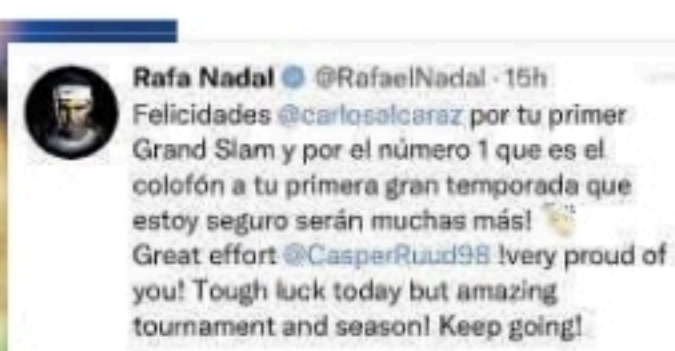 Rafa Nadal @RafaelNadal · 15h
Felicidades @carlosalcaraz por tu primer
Grand Slam y por el número 1 que es el
colofón a tu primera gran temporada que
estoy seguro serán muchas más! 👏
Great effort @CasperRuud98 !very proud of
you! Tough luck today but amazing
tournament and season! Keep going!